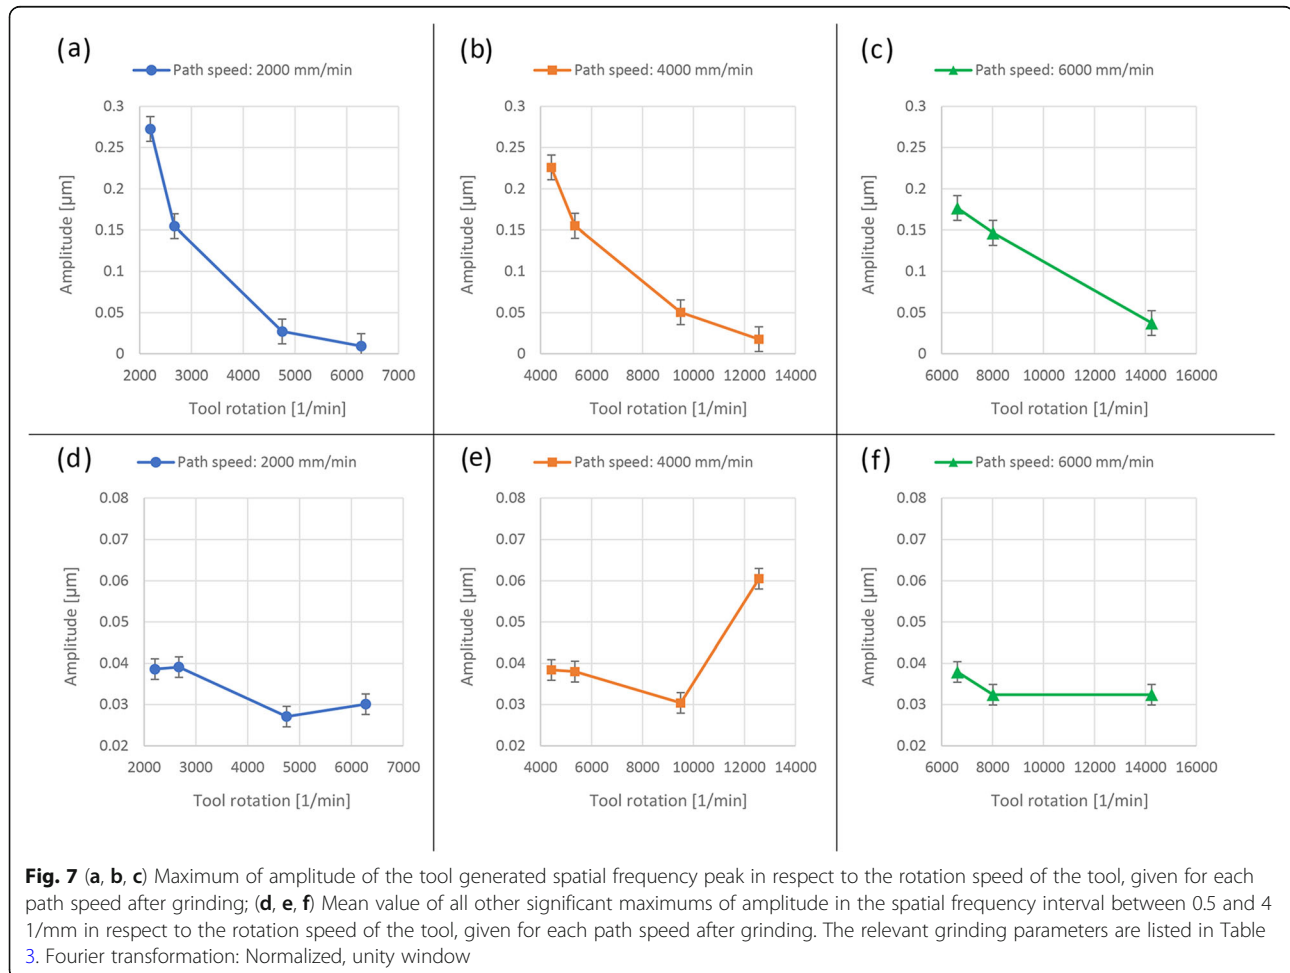 (a)
Path speed: 2000 mm/min
0.3
0.25
0.2
0.15
0.1
0.05
0
Amplitude [µm]
2000 3000 4000 5000 6000 7000
Tool rotation [1/min]
(b)
Path speed: 4000 mm/min
0.3
0.25
0.2
0.15
0.1
0.05
0
Amplitude [µm]
4000 6000 8000 10000 12000 14000
Tool rotation [1/min]
(c)
Path speed: 6000 mm/min
0.3
0.25
0.2
0.15
0.1
0.05
0
Amplitude [µm]
6000 8000 10000 12000 14000 16000
Tool rotation [1/min]
(d)
Path speed: 2000 mm/min
0.08
0.07
0.06
0.05
0.04
0.03
0.02
Amplitude [µm]
2000 3000 4000 5000 6000 7000
Tool rotation [1/min]
(e)
Path speed: 4000 mm/min
0.08
0.07
0.06
0.05
0.04
0.03
0.02
Amplitude [µm]
4000 6000 8000 10000 12000 14000
Tool rotation [1/min]
(f)
Path speed: 6000 mm/min
0.08
0.07
0.06
0.05
0.04
0.03
0.02
Amplitude [µm]
6000 8000 10000 12000 14000 16000
Tool rotation [1/min]
Fig. 7 (a, b, c) Maximum of amplitude of the tool generated spatial frequency peak in respect to the rotation speed of the tool, given for each
path speed after grinding; (d, e, f) Mean value of all other significant maximums of amplitude in the spatial frequency interval between 0.5 and 4
1/mm in respect to the rotation speed of the tool, given for each path speed after grinding. The relevant grinding parameters are listed in Table
3. Fourier transformation: Normalized, unity window